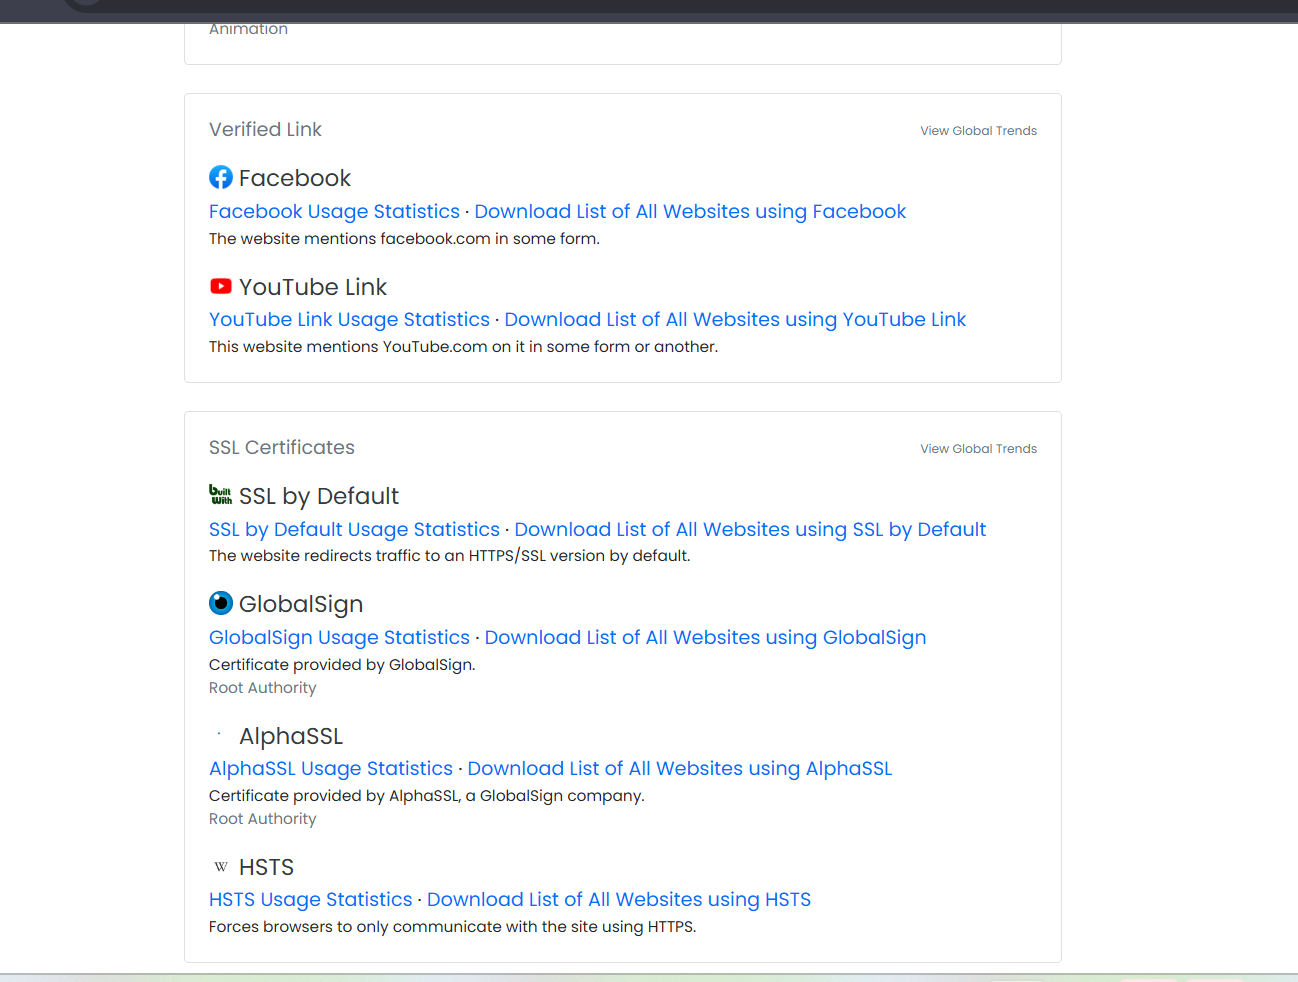 Animation
Verified Link
View Global Trends
Facebook
Facebook Usage Statistics · Download List of All Websites using Facebook
The website mentions facebook.com in some form.
YouTube Link
YouTube Link Usage Statistics · Download List of All Websites using YouTube Link
This website mentions YouTube.com on it in some form or another.
SSL Certificates
View Global Trends
built With SSL by Default
SSL by Default Usage Statistics · Download List of All Websites using SSL by Default
The website redirects traffic to an HTTPS/SSL version by default.
GlobalSign
GlobalSign Usage Statistics · Download List of All Websites using GlobalSign
Certificate provided by GlobalSign.
Root Authority
AlphaSSL
AlphaSSL Usage Statistics · Download List of All Websites using AlphaSSL
Certificate provided by AlphaSSL, a GlobalSign company.
Root Authority
W HSTS
HSTS Usage Statistics · Download List of All Websites using HSTS
Forces browsers to only communicate with the site using HTTPS.